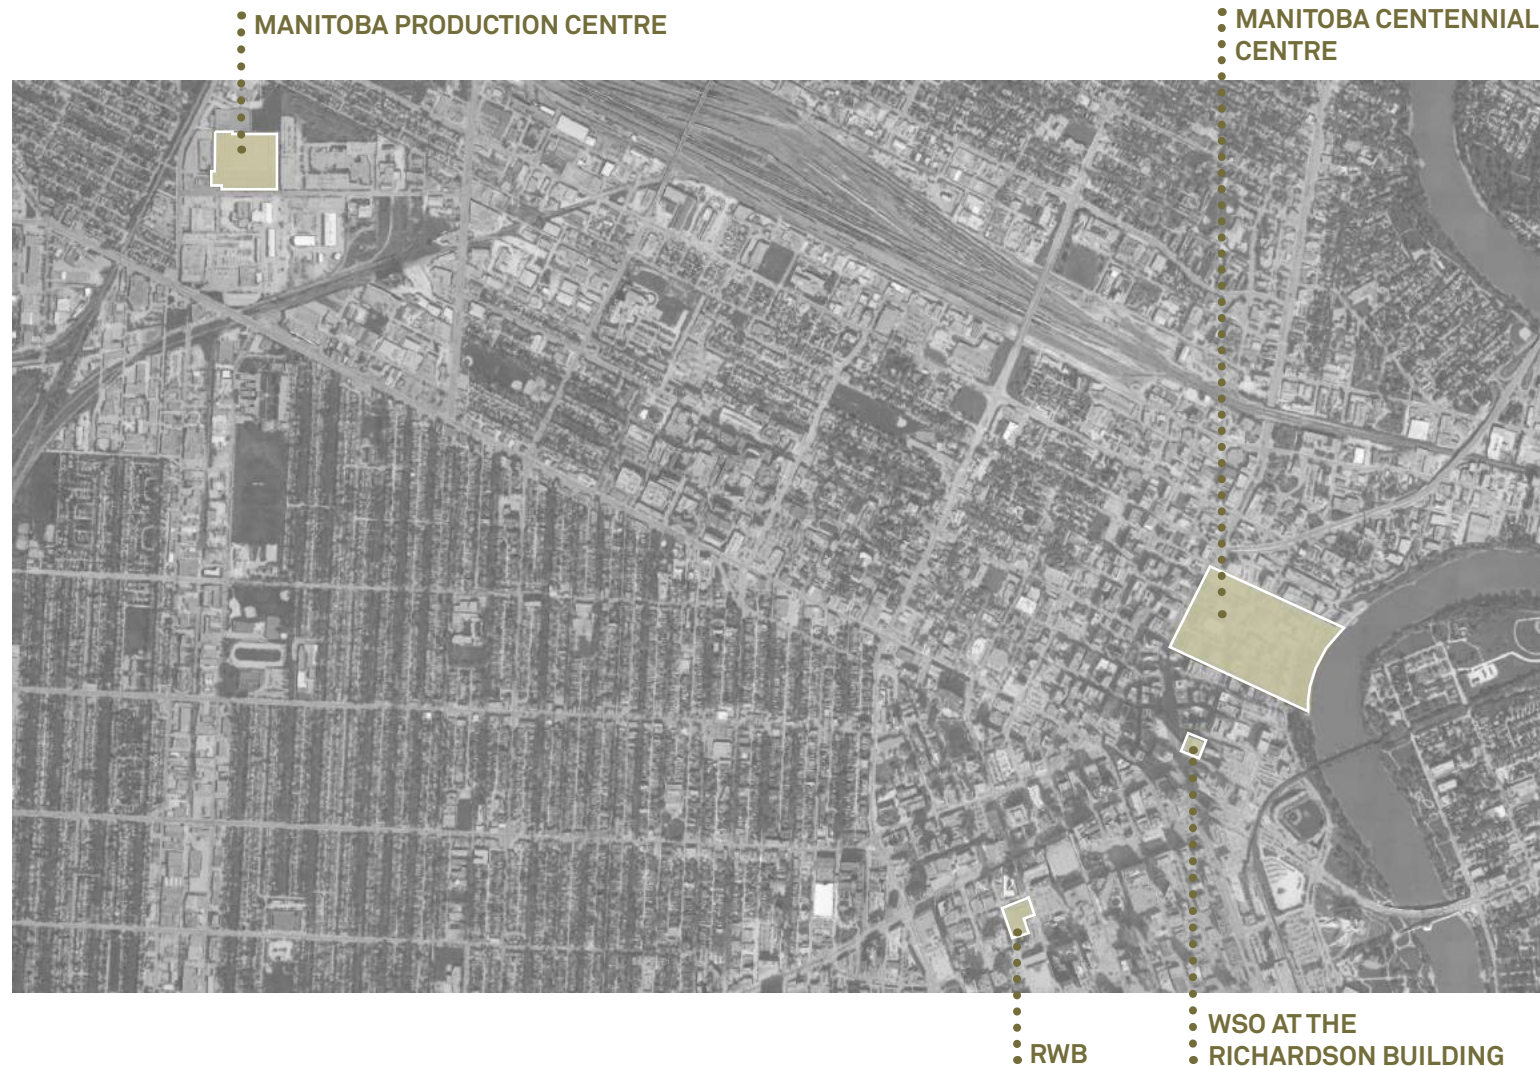 MANITOBA PRODUCTION CENTRE
MANITOBA CENTENNIAL
CENTRE
RWB
WSO AT THE
RICHARDSON BUILDING